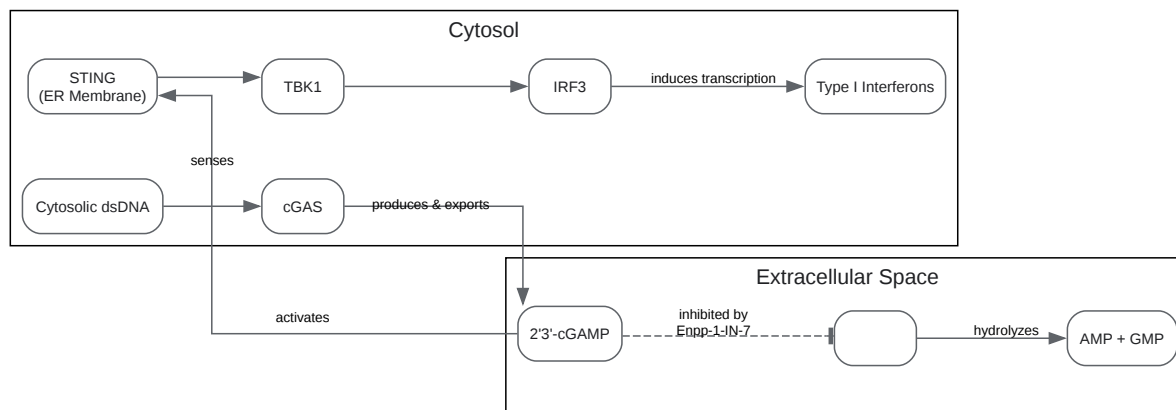 Cytosol
STING
(ER Membrane)
TBK1
IRF3
induces transcription
Type I Interferons
senses
Cytosolic dsDNA
cGAS
produces & exports
Extracellular Space
activates
2'3'-cGAMP
inhibited by
Enpp-1-IN-7
hydrolyzes
AMP + GMP